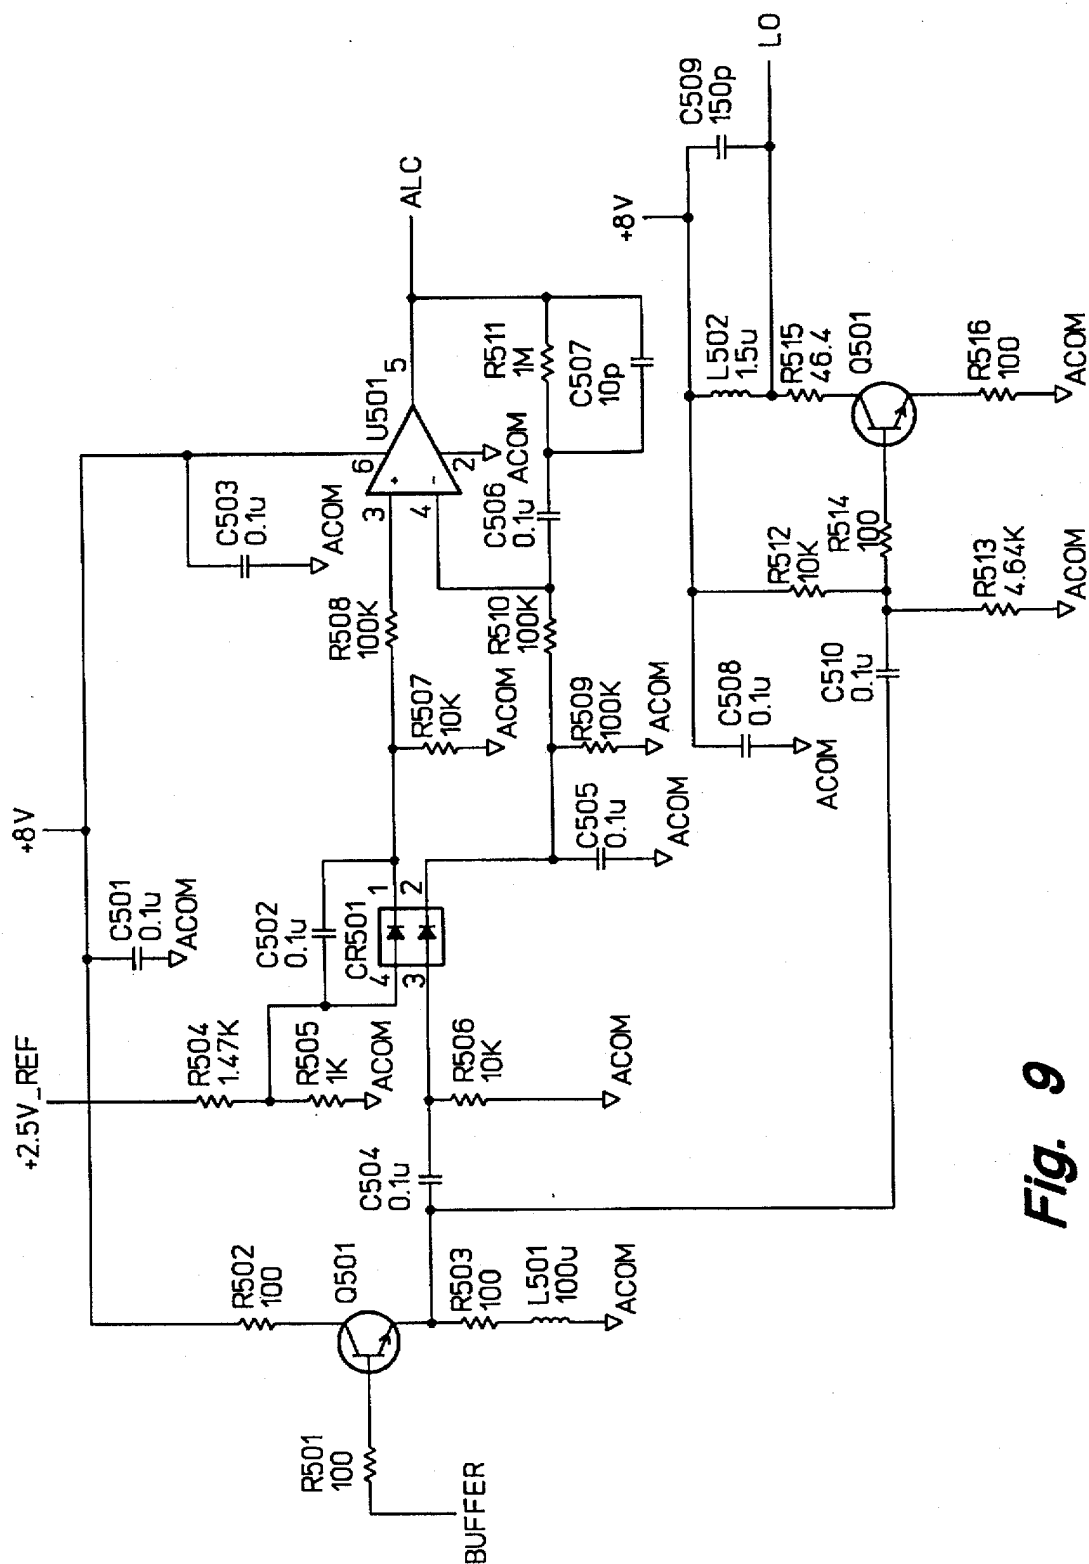 +2.5V_REF
+8V
C501
0.1u
ACOM
R504
1.47K
R505
1K
ACOM
C502
0.1u
CR501
4
1
3
2
C503
0.1u
ACOM
R508
100K
R507
10K
ACOM
3
4
6
2
5
+
-
U501
ACOM
ALC
R511
1M
C507
10p
C506
0.1u
R510
100K
R509
100K
ACOM
C505
0.1u
ACOM
R506
10K
ACOM
C504
0.1u
R502
100
Q501
R501
100
BUFFER
R503
100
L501
100u
ACOM
+8V
C509
150p
LO
L502
1.5u
R515
46.4
Q501
R516
100
ACOM
R512
10K
R514
100
R513
4.64K
ACOM
C508
0.1u
ACOM
C510
0.1u
Fig. 9